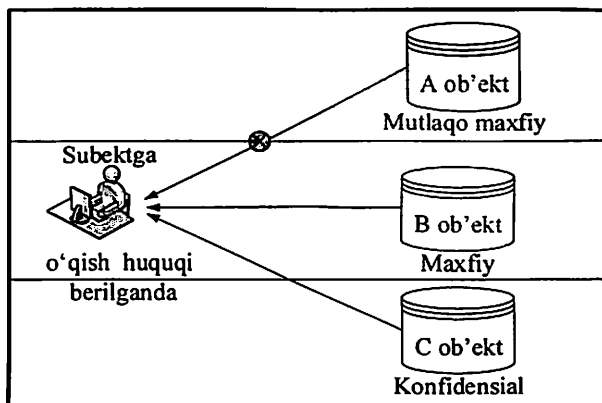 A ob'ekt
Mutlaqo maxfiy
Subektga
o‘qish huquqi
berilganda
B ob'ekt
Maxfiy
C ob'ekt
Konfidensial